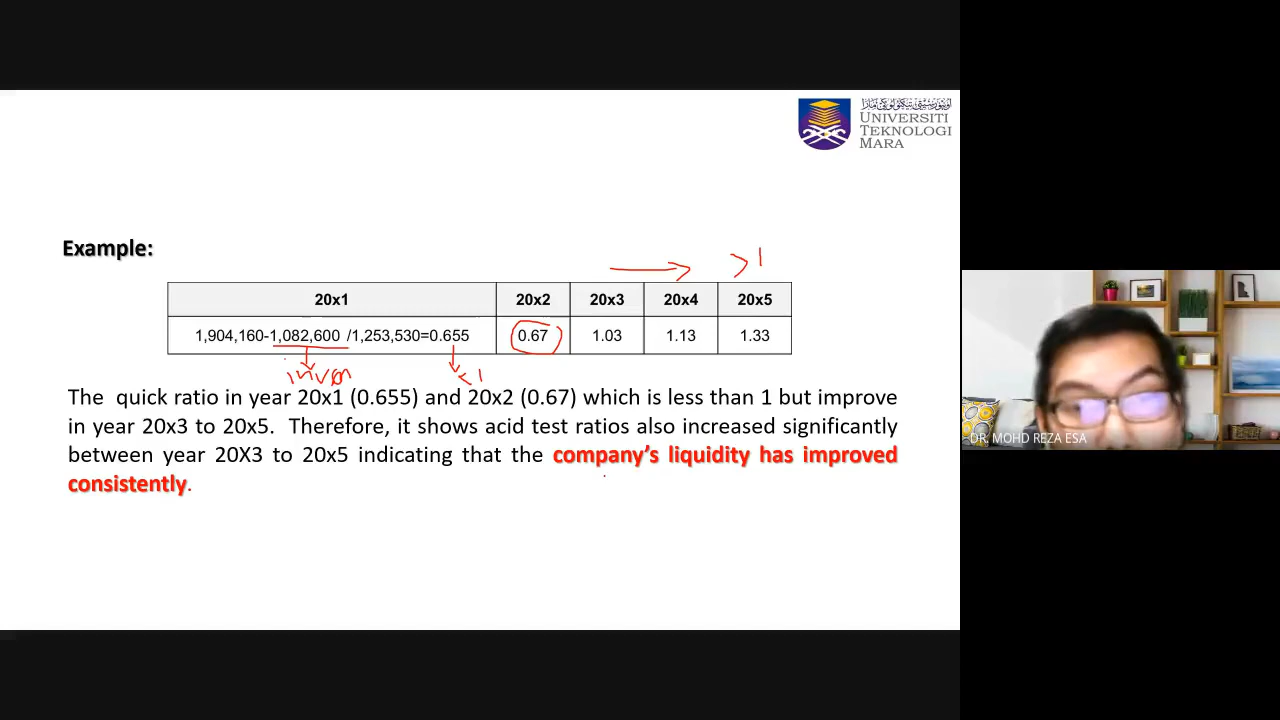 اونيۏرسيتي تيكنولوݢي مارا
UNIVERSITI
TEKNOLOGI
MARA
Example:
>1
20x1 20x2 20x3 20x4 20x5
1,904,160-1,082,600 /1,253,530=0.655 0.67 1.03 1.13 1.33
inven <1
The quick ratio in year 20x1 (0.655) and 20x2 (0.67) which is less than 1 but improve
in year 20x3 to 20x5. Therefore, it shows acid test ratios also increased significantly
between year 20X3 to 20x5 indicating that the company’s liquidity has improved
consistently.
DR. MOHD REZA ESA